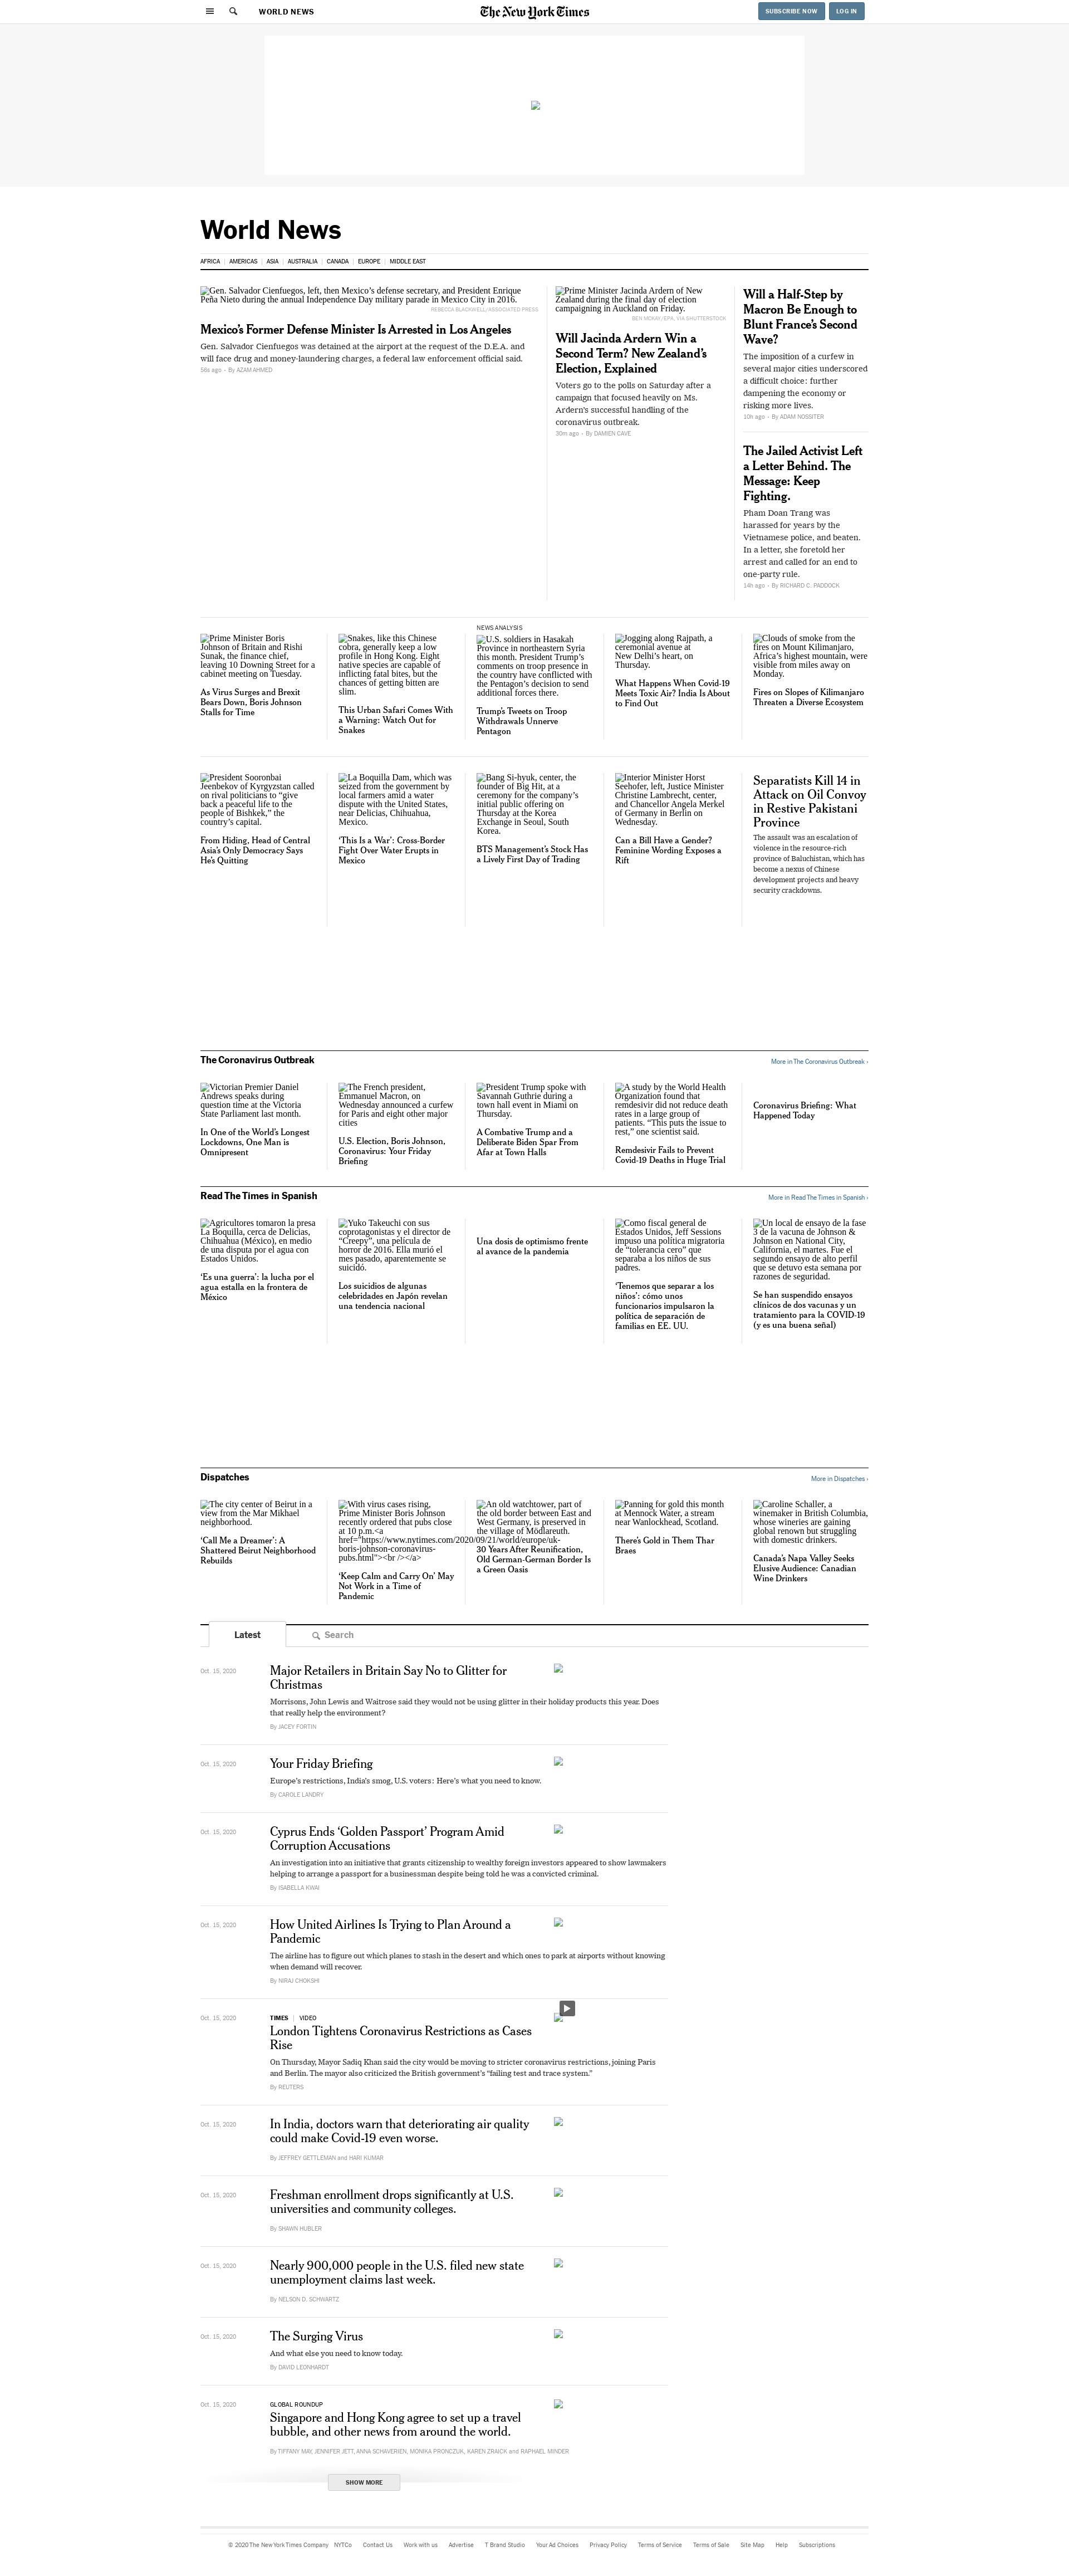 WORLD NEWS
The New York Times
SUBSCRIBE NOW
LOG IN
World News
AFRICA
AMERICAS
ASIA
AUSTRALIA
CANADA
EUROPE
MIDDLE EAST
Gen. Salvador Cienfuegos, left, then Mexico’s defense secretary, and President Enrique
Peña Nieto during the annual Independence Day military parade in Mexico City in 2016.
REBECCA BLACKWELL/ASSOCIATED PRESS
Mexico’s Former Defense Minister Is Arrested in Los Angeles
Gen. Salvador Cienfuegos was detained at the airport at the request of the D.E.A. and
will face drug and money-laundering charges, a federal law enforcement official said.
56s ago - By AZAM AHMED
Prime Minister Jacinda Ardern of New
Zealand during the final day of election
campaigning in Auckland on Friday.
BEN MCKAY/EPA, VIA SHUTTERSTOCK
Will Jacinda Ardern Win a
Second Term? New Zealand’s
Election, Explained
Voters go to the polls on Saturday after a
campaign that focused heavily on Ms.
Ardern’s successful handling of the
coronavirus outbreak.
30m ago - By DAMIEN CAVE
Will a Half-Step by
Macron Be Enough to
Blunt France’s Second
Wave?
The imposition of a curfew in
several major cities underscored
a difficult choice: further
dampening the economy or
risking more lives.
10h ago - By ADAM NOSSITER
The Jailed Activist Left
a Letter Behind. The
Message: Keep
Fighting.
Pham Doan Trang was
harassed for years by the
Vietnamese police, and beaten.
In a letter, she foretold her
arrest and called for an end to
one-party rule.
14h ago - By RICHARD C. PADDOCK
Prime Minister Boris
Johnson of Britain and Rishi
Sunak, the finance chief,
leaving 10 Downing Street for a
cabinet meeting on Tuesday.
As Virus Surges and Brexit
Bears Down, Boris Johnson
Stalls for Time
Snakes, like this Chinese
cobra, generally keep a low
profile in Hong Kong. Eight
native species are capable of
inflicting fatal bites, but the
chances of getting bitten are
slim.
This Urban Safari Comes With
a Warning: Watch Out for
Snakes
NEWS ANALYSIS
U.S. soldiers in Hasakah
Province in northeastern Syria
this month. President Trump’s
comments on troop presence in
the country have conflicted with
the Pentagon’s decision to send
additional forces there.
Trump’s Tweets on Troop
Withdrawals Unnerve
Pentagon
Jogging along Rajpath, a
ceremonial avenue at
New Delhi’s heart, on
Thursday.
What Happens When Covid-19
Meets Toxic Air? India Is About
to Find Out
Clouds of smoke from the
fires on Mount Kilimanjaro,
Africa’s highest mountain, were
visible from miles away on
Monday.
Fires on Slopes of Kilimanjaro
Threaten a Diverse Ecosystem
President Sooronbai
Jeenbekov of Kyrgyzstan called
on rival politicians to “give
back a peaceful life to the
people of Bishkek,” the
country’s capital.
From Hiding, Head of Central
Asia’s Only Democracy Says
He’s Quitting
La Boquilla Dam, which was
seized from the government by
local farmers amid a water
dispute with the United States,
near Delicias, Chihuahua,
Mexico.
‘This Is a War’: Cross-Border
Fight Over Water Erupts in
Mexico
Bang Si-hyuk, center, the
founder of Big Hit, at a
ceremony for the company’s
initial public offering on
Thursday at the Korea
Exchange in Seoul, South
Korea.
BTS Management’s Stock Has
a Lively First Day of Trading
Interior Minister Horst
Seehofer, left, Justice Minister
Christine Lambrecht, center,
and Chancellor Angela Merkel
of Germany in Berlin on
Wednesday.
Can a Bill Have a Gender?
Feminine Wording Exposes a
Rift
Separatists Kill 14 in
Attack on Oil Convoy
in Restive Pakistani
Province
The assault was an escalation of
violence in the resource-rich
province of Baluchistan, which has
become a nexus of Chinese
development projects and heavy
security crackdowns.
The Coronavirus Outbreak
More in The Coronavirus Outbreak ›
Victorian Premier Daniel
Andrews speaks during
question time at the Victoria
State Parliament last month.
In One of the World’s Longest
Lockdowns, One Man is
Omnipresent
The French president,
Emmanuel Macron, on
Wednesday announced a curfew
for Paris and eight other major
cities
U.S. Election, Boris Johnson,
Coronavirus: Your Friday
Briefing
President Trump spoke with
Savannah Guthrie during a
town hall event in Miami on
Thursday.
A Combative Trump and a
Deliberate Biden Spar From
Afar at Town Halls
A study by the World Health
Organization found that
remdesivir did not reduce death
rates in a large group of
patients. “This puts the issue to
rest,” one scientist said.
Remdesivir Fails to Prevent
Covid-19 Deaths in Huge Trial
Coronavirus Briefing: What
Happened Today
Read The Times in Spanish
More in Read The Times in Spanish ›
Agricultores tomaron la presa
La Boquilla, cerca de Delicias,
Chihuahua (México), en medio
de una disputa por el agua con
Estados Unidos.
‘Es una guerra’: la lucha por el
agua estalla en la frontera de
México
Yuko Takeuchi con sus
coprotagonistas y el director de
“Creepy”, una película de
horror de 2016. Ella murió el
mes pasado, aparentemente se
suicidó.
Los suicidios de algunas
celebridades en Japón revelan
una tendencia nacional
Una dosis de optimismo frente
al avance de la pandemia
Como fiscal general de
Estados Unidos, Jeff Sessions
impuso una política migratoria
de “tolerancia cero” que
separaba a los niños de sus
padres.
‘Tenemos que separar a los
niños’: cómo unos
funcionarios impulsaron la
política de separación de
familias en EE. UU.
Un local de ensayo de la fase
3 de la vacuna de Johnson &
Johnson en National City,
California, el martes. Fue el
segundo ensayo de alto perfil
que se detuvo esta semana por
razones de seguridad.
Se han suspendido ensayos
clínicos de dos vacunas y un
tratamiento para la COVID-19
(y es una buena señal)
Dispatches
More in Dispatches ›
The city center of Beirut in a
view from the Mar Mikhael
neighborhood.
‘Call Me a Dreamer’: A
Shattered Beirut Neighborhood
Rebuilds
With virus cases rising,
Prime Minister Boris Johnson
recently ordered that pubs close
at 10 p.m.<a
href="https://www.nytimes.com/2020/09/21/world/europe/uk-
boris-johnson-coronavirus-
pubs.html"><br /></a>
‘Keep Calm and Carry On’ May
Not Work in a Time of
Pandemic
An old watchtower, part of
the old border between East and
West Germany, is preserved in
the village of Mödlareuth.
30 Years After Reunification,
Old German-German Border Is
a Green Oasis
Panning for gold this month
at Mennock Water, a stream
near Wanlockhead, Scotland.
There’s Gold in Them Thar
Braes
Caroline Schaller, a
winemaker in British Columbia,
whose wineries are gaining
global renown but struggling
with domestic drinkers.
Canada’s Napa Valley Seeks
Elusive Audience: Canadian
Wine Drinkers
Latest
Search
Oct. 15, 2020
Major Retailers in Britain Say No to Glitter for
Christmas
Morrisons, John Lewis and Waitrose said they would not be using glitter in their holiday products this year. Does
that really help the environment?
By JACEY FORTIN
Oct. 15, 2020
Your Friday Briefing
Europe’s restrictions, India’s smog, U.S. voters: Here’s what you need to know.
By CAROLE LANDRY
Oct. 15, 2020
Cyprus Ends ‘Golden Passport’ Program Amid
Corruption Accusations
An investigation into an initiative that grants citizenship to wealthy foreign investors appeared to show lawmakers
helping to arrange a passport for a businessman despite being told he was a convicted criminal.
By ISABELLA KWAI
Oct. 15, 2020
How United Airlines Is Trying to Plan Around a
Pandemic
The airline has to figure out which planes to stash in the desert and which ones to park at airports without knowing
when demand will recover.
By NIRAJ CHOKSHI
Oct. 15, 2020
TIMES | VIDEO
London Tightens Coronavirus Restrictions as Cases
Rise
On Thursday, Mayor Sadiq Khan said the city would be moving to stricter coronavirus restrictions, joining Paris
and Berlin. The mayor also criticized the British government’s “failing test and trace system.”
By REUTERS
Oct. 15, 2020
In India, doctors warn that deteriorating air quality
could make Covid-19 even worse.
By JEFFREY GETTLEMAN and HARI KUMAR
Oct. 15, 2020
Freshman enrollment drops significantly at U.S.
universities and community colleges.
By SHAWN HUBLER
Oct. 15, 2020
Nearly 900,000 people in the U.S. filed new state
unemployment claims last week.
By NELSON D. SCHWARTZ
Oct. 15, 2020
The Surging Virus
And what else you need to know today.
By DAVID LEONHARDT
Oct. 15, 2020
GLOBAL ROUNDUP
Singapore and Hong Kong agree to set up a travel
bubble, and other news from around the world.
By TIFFANY MAY, JENNIFER JETT, ANNA SCHAVERIEN, MONIKA PRONCZUK, KAREN ZRAICK and RAPHAEL MINDER
SHOW MORE
© 2020 The New York Times Company
NYTCo
Contact Us
Work with us
Advertise
T Brand Studio
Your Ad Choices
Privacy Policy
Terms of Service
Terms of Sale
Site Map
Help
Subscriptions